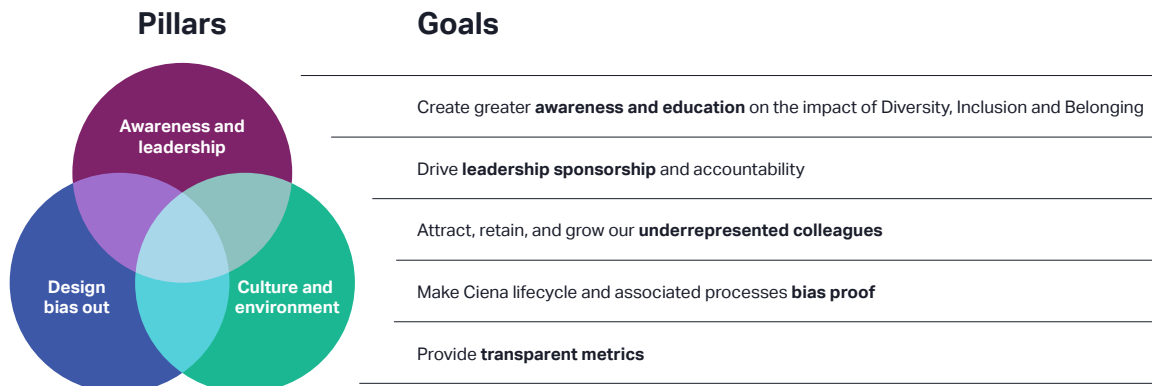 Pillars
Goals
Awareness and
leadership
Design
bias out
Culture and
environment
Create greater awareness and education on the impact of Diversity, Inclusion and Belonging
Drive leadership sponsorship and accountability
Attract, retain, and grow our underrepresented colleagues
Make Ciena lifecycle and associated processes bias proof
Provide transparent metrics